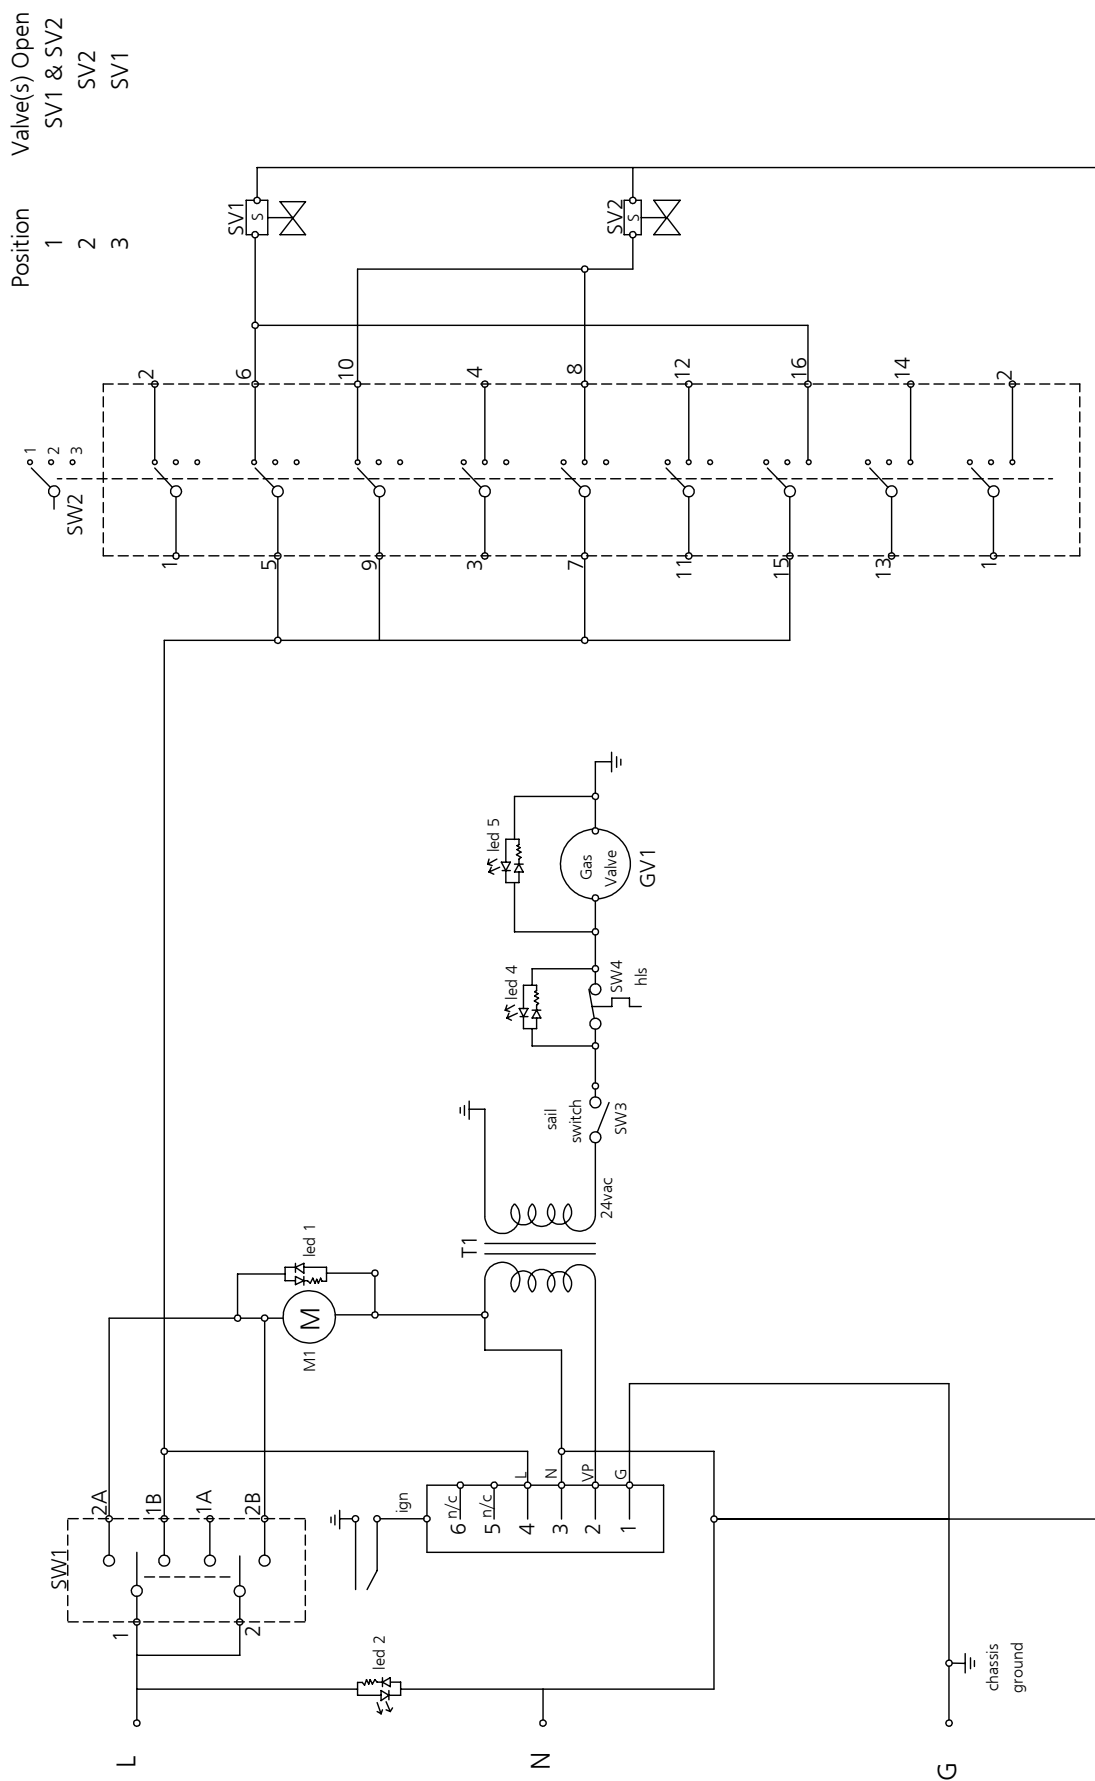 L
N
G
chassis
ground
led 2
SW1
1
2
2A
1B
1A
2B
ign
6 n/c
5 n/c
4 L
3 N
2 VP
1 G
M1
M
led 1
T1
24vac
sail
switch
SW3
led 4
SW4
hls
led 5
Gas
Valve
GV1
SW2
1
2
3
1
5
9
3
7
11
15
13
1
2
6
10
4
8
12
16
14
2
SV1
S
SV2
S
Position Valve(s) Open
1 SV1 & SV2
2 SV2
3 SV1